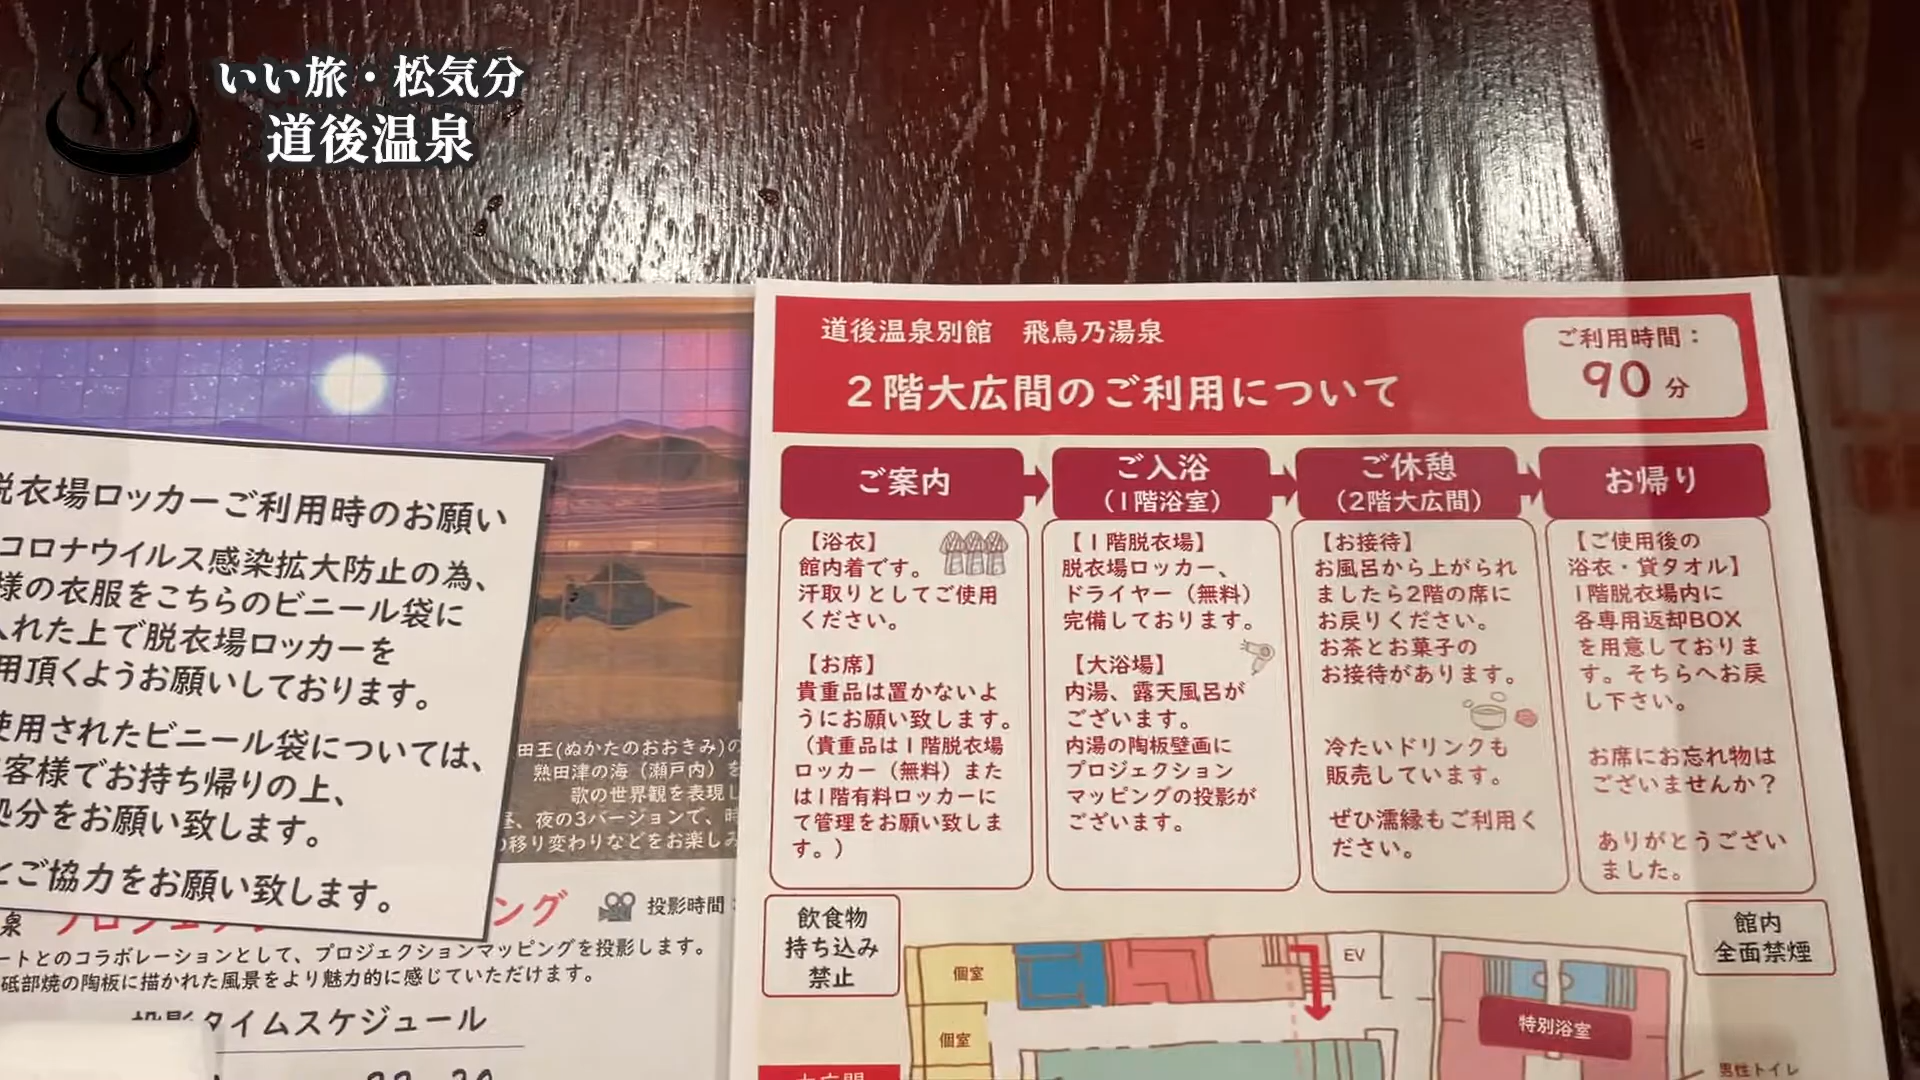 いい旅・松気分
道後温泉
道後温泉別館 飛鳥乃湯泉
2階大広間のご利用について
ご利用時間：
90分
ご案内
【浴衣】
館内着です。
汗取りとしてご使用
ください。
【お席】
貴重品は置かないよ
うにお願い致します。
（貴重品は1階脱衣場
ロッカー（無料）また
は1階有料ロッカーに
て管理をお願い致しま
す。）
ご入浴
（1階浴室）
【1階脱衣場】
脱衣場ロッカー、
ドライヤー（無料）
完備しております。
【大浴場】
内湯、露天風呂が
ございます。
内湯の陶板壁画に
プロジェクション
マッピングの投影が
ございます。
ご休憩
（2階大広間）
【お接待】
お風呂から上がられ
ましたら2階の席に
お戻りください。
お茶とお菓子の
お接待があります。
冷たいドリンクも
販売しています。
ぜひ濡縁もご利用く
ださい。
お帰り
【ご使用後の
浴衣・貸タオル】
1階脱衣場内に
各専用返却BOX
を用意しておりま
す。そちらへお戻
し下さい。
お席にお忘れ物は
ございませんか？
ありがとうござい
ました。
飲食物
持ち込み
禁止
館内
全面禁煙
個室
個室
EV
特別浴室
男性トイレ
脱衣場ロッカーご利用時のお願い
コロナウイルス感染拡大防止の為、
様の衣服をこちらのビニール袋に
入れた上で脱衣場ロッカーを
用頂くようお願いしております。
使用されたビニール袋については、
客様でお持ち帰りの上、
処分をお願い致します。
とご協力をお願い致します。
田王(ぬかたのおおきみ)の
熟田津の海（瀬戸内）を
歌の世界観を表現し
昼、夜の3バージョンで、時
の移り変わりなどをお楽しみ
泉
ング
投影時間：
ートとのコラボレーションとして、プロジェクションマッピングを投影します。
砥部焼の陶板に描かれた風景をより魅力的に感じていただけます。
投影タイムスケジュール